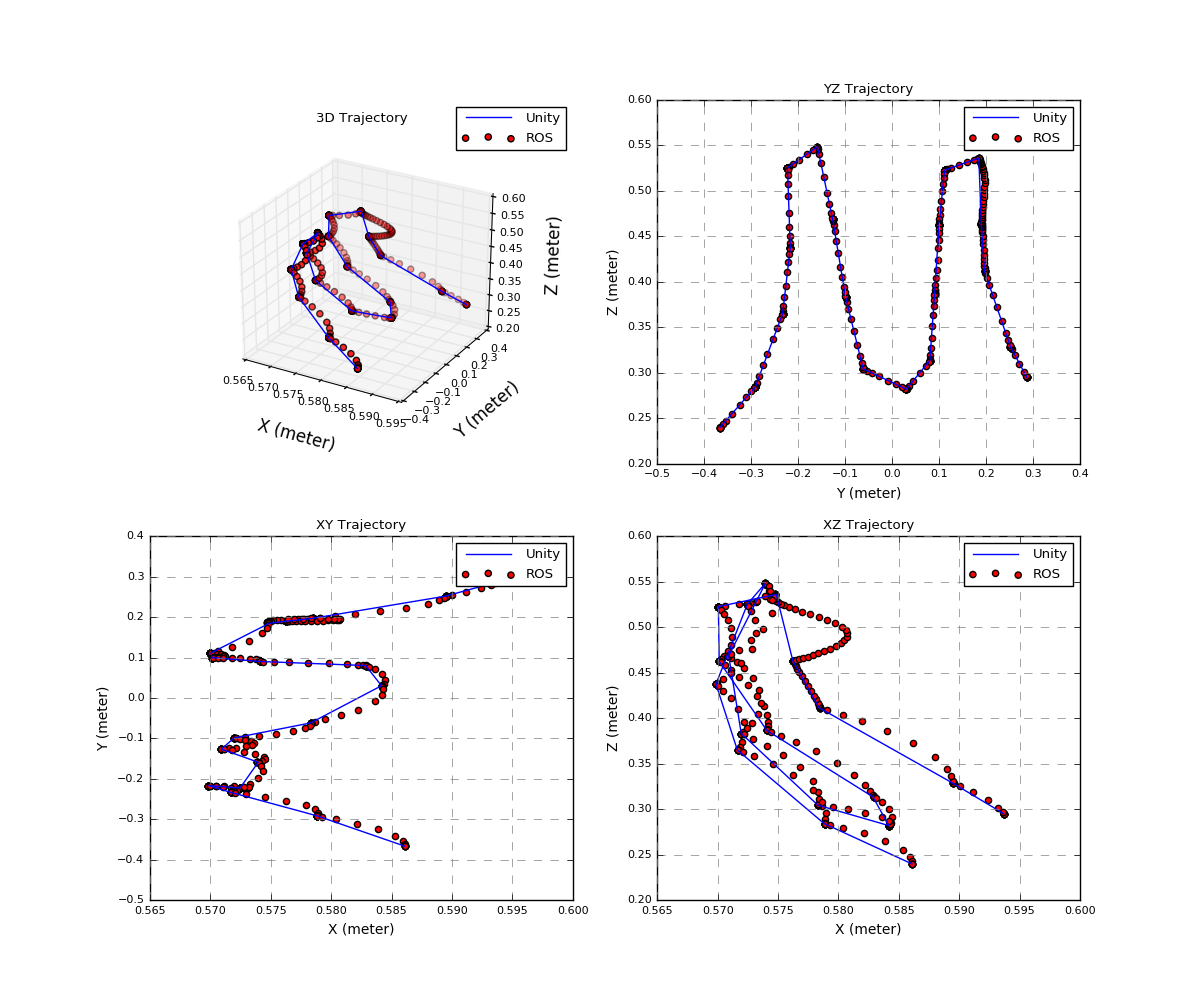 3D Trajectory
Unity
ROS
0.60
0.55
0.50
0.45
0.40
0.35
0.30
0.25
0.20
Z (meter)
0.4
0.3
0.2
0.1
0.0
−0.1
−0.2
−0.3
−0.4
Y (meter)
0.565
0.570
0.575
0.580
0.585
0.590
0.595
X (meter)
YZ Trajectory
Unity
ROS
0.60
0.55
0.50
0.45
0.40
0.35
0.30
0.25
0.20
Z (meter)
−0.5 −0.4 −0.3 −0.2 −0.1 0.0 0.1 0.2 0.3 0.4
Y (meter)
XY Trajectory
Unity
ROS
0.4
0.3
0.2
0.1
0.0
−0.1
−0.2
−0.3
−0.4
−0.5
Y (meter)
0.565 0.570 0.575 0.580 0.585 0.590 0.595 0.600
X (meter)
XZ Trajectory
Unity
ROS
0.60
0.55
0.50
0.45
0.40
0.35
0.30
0.25
0.20
Z (meter)
0.565 0.570 0.575 0.580 0.585 0.590 0.595 0.600
X (meter)